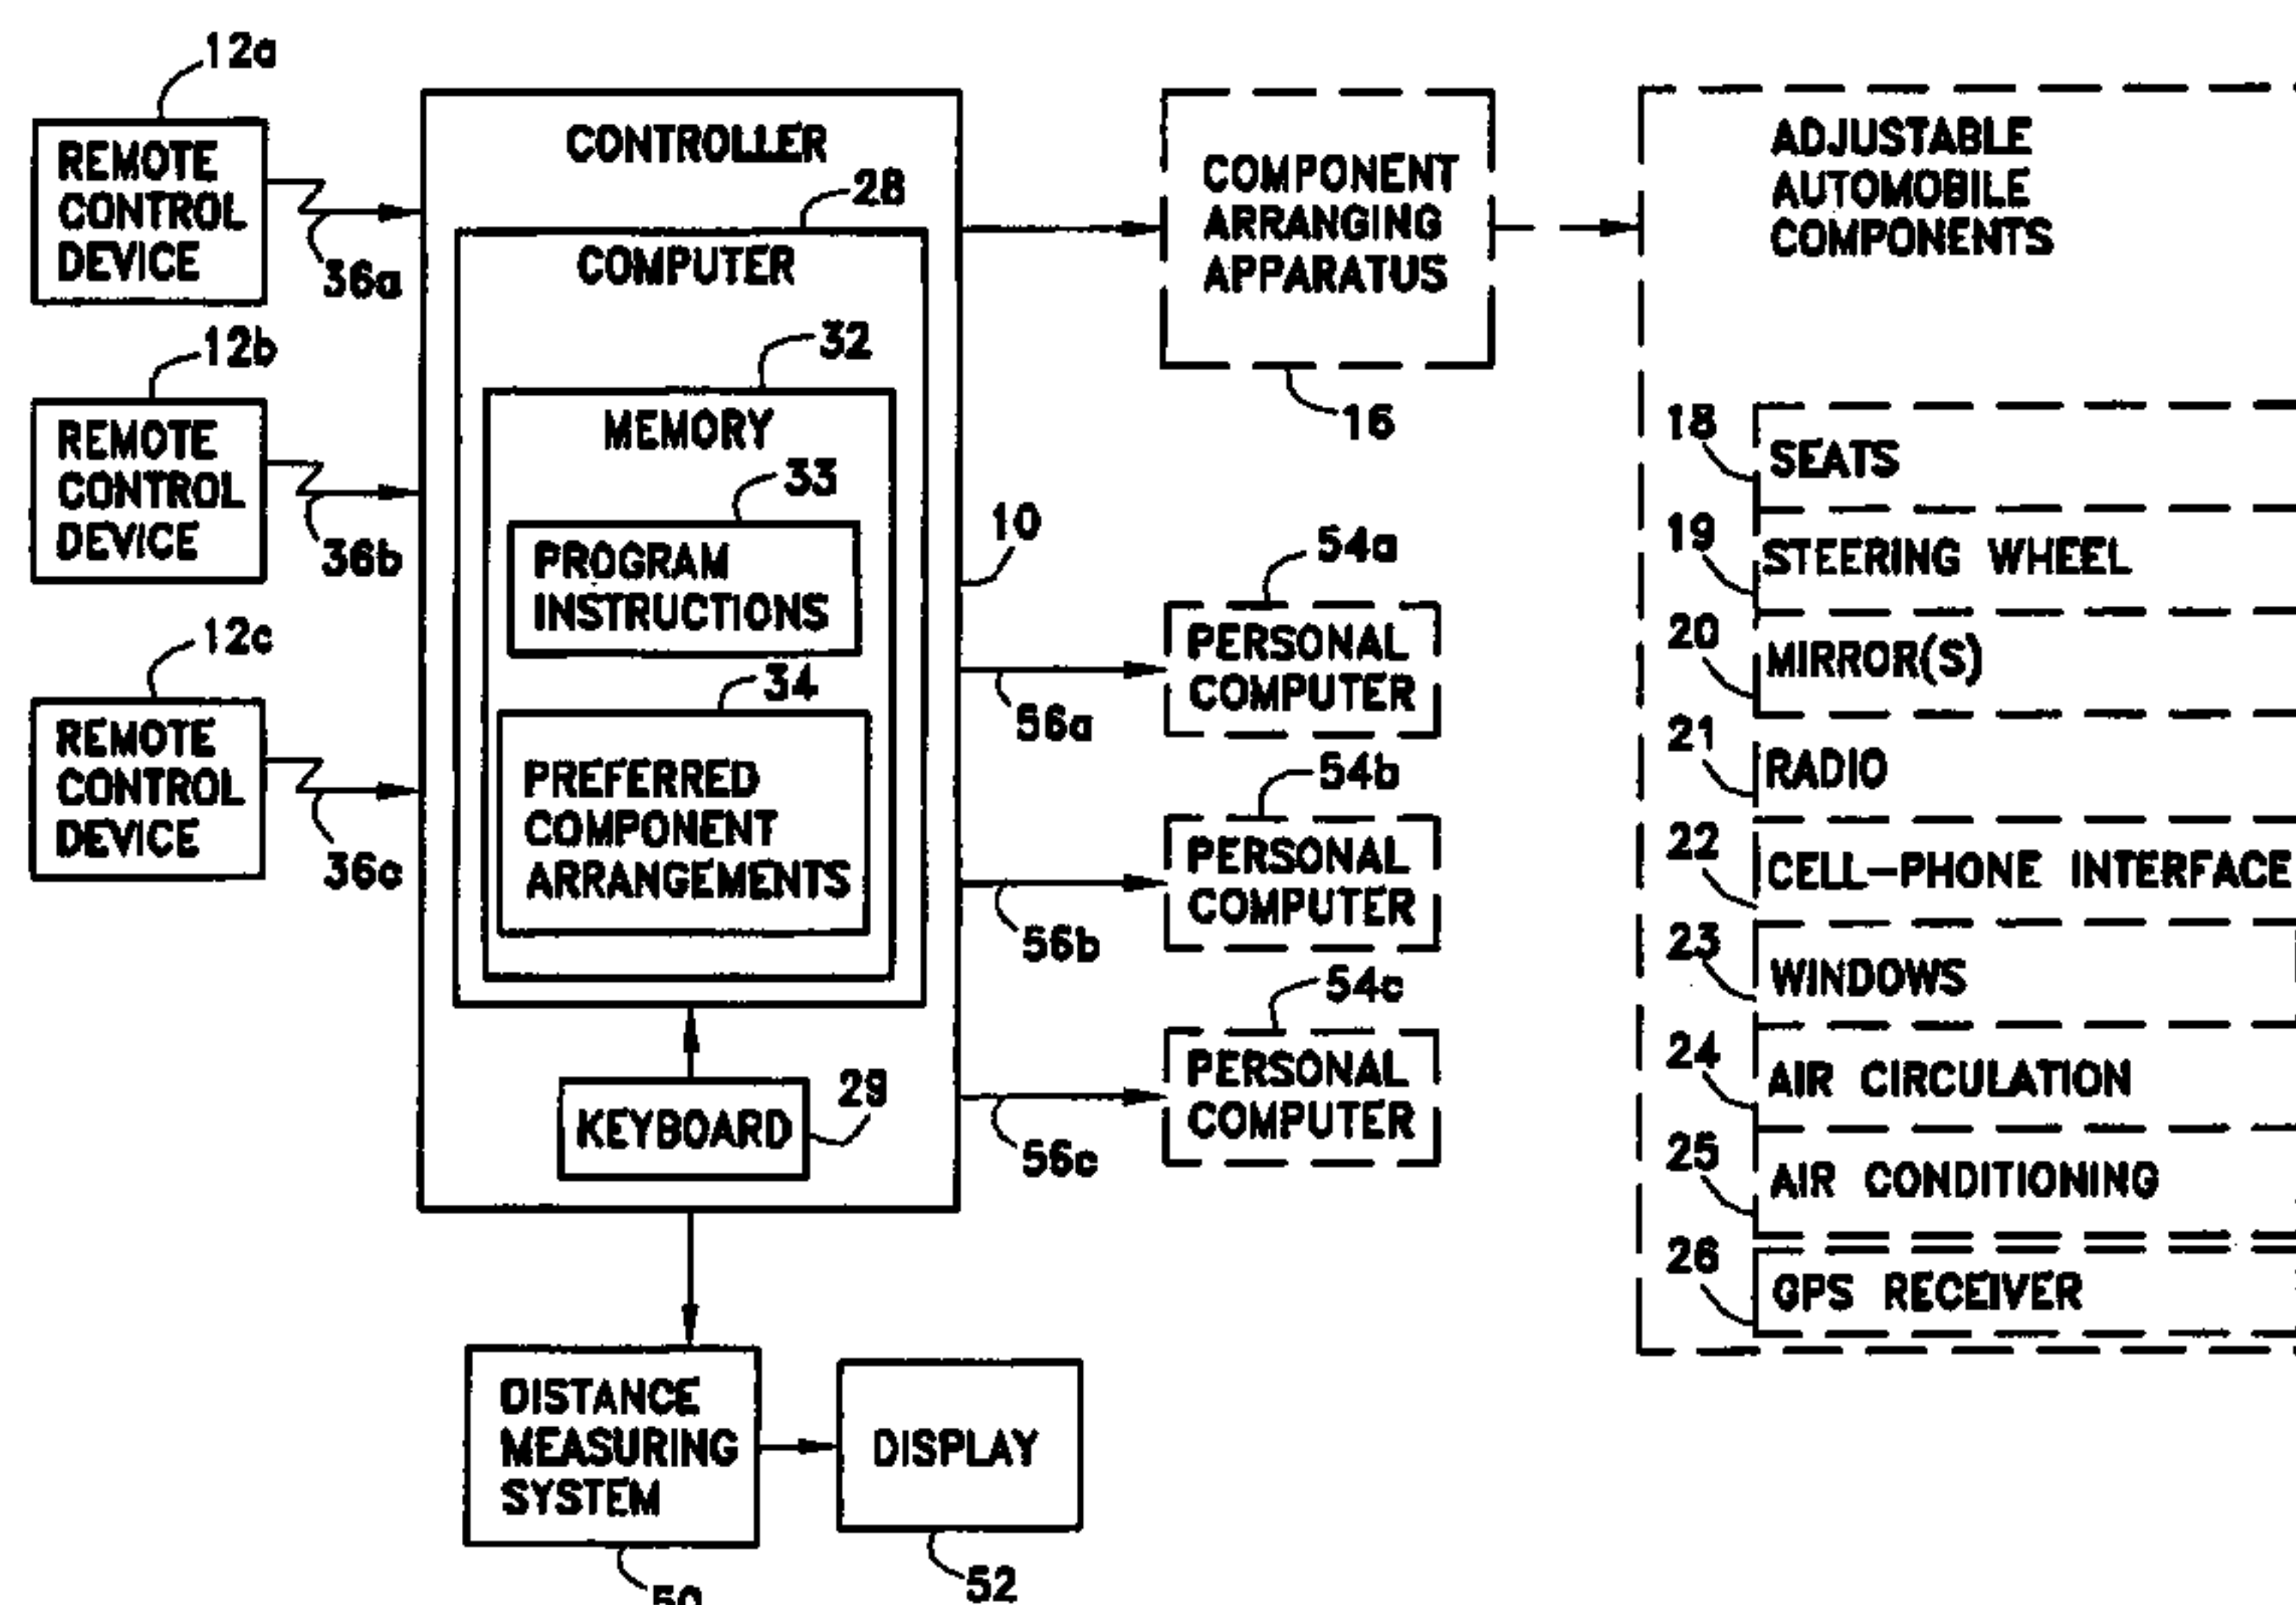 12a
REMOTE
CONTROL
DEVICE
36a
12b
REMOTE
CONTROL
DEVICE
36b
12c
REMOTE
CONTROL
DEVICE
36c
CONTROLLER
28
COMPUTER
32
MEMORY
33
PROGRAM
INSTRUCTIONS
34
PREFERRED
COMPONENT
ARRANGEMENTS
KEYBOARD
29
10
COMPONENT
ARRANGING
APPARATUS
16
54a
PERSONAL
COMPUTER
56a
54b
PERSONAL
COMPUTER
56b
54c
PERSONAL
COMPUTER
56c
DISTANCE
MEASURING
SYSTEM
50
DISPLAY
52
ADJUSTABLE
AUTOMOBILE
COMPONENTS
18
SEATS
19
STEERING WHEEL
20
MIRROR(S)
21
RADIO
22
CELL-PHONE INTERFACE
23
WINDOWS
24
AIR CIRCULATION
25
AIR CONDITIONING
26
GPS RECEIVER